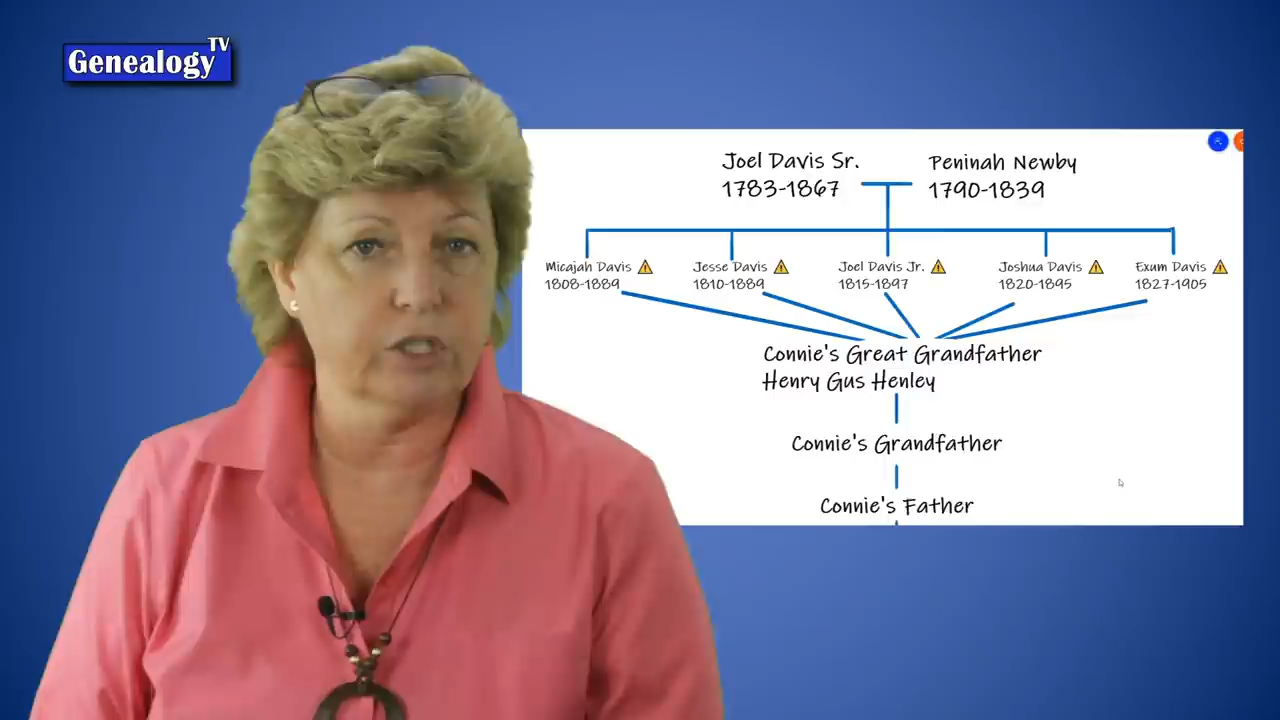 Genealogy TV
Joel Davis Sr.
1783-1867
Peninah Newby
1790-1839
Micajah Davis
1808-1889
Jesse Davis
1810-1889
Joel Davis Jr.
1815-1897
Joshua Davis
1820-1895
Exum Davis
1827-1905
Connie's Great Grandfather
Henry Gus Henley
Connie's Grandfather
Connie's Father